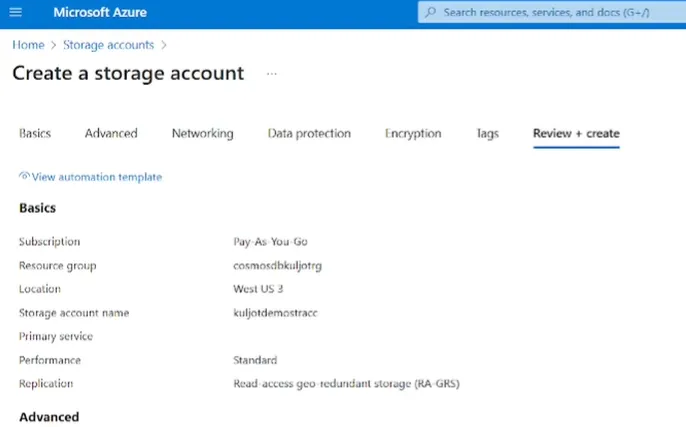 Microsoft Azure
Search resources, services, and docs (G+/)
Home > Storage accounts >
Create a storage account ...
Basics Advanced Networking Data protection Encryption Tags Review + create
View automation template
Basics
Subscription Pay-As-You-Go
Resource group cosmosdbkuljotrg
Location West US 3
Storage account name kuljotdemostracc
Primary service
Performance Standard
Replication Read-access geo-redundant storage (RA-GRS)
Advanced